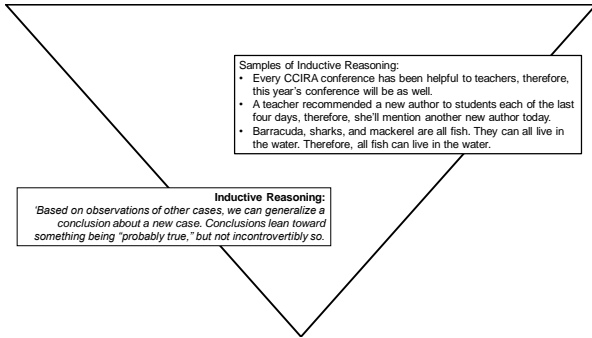 Samples of Inductive Reasoning:
• Every CCIRA conference has been helpful to teachers, therefore,
this year's conference will be as well.
• A teacher recommended a new author to students each of the last
four days, therefore, she'll mention another new author today.
• Barracuda, sharks, and mackerel are all fish. They can all live in
the water. Therefore, all fish can live in the water.
Inductive Reasoning:
'Based on observations of other cases, we can generalize a
conclusion about a new case. Conclusions lean toward
something being "probably true," but not incontrovertibly so.